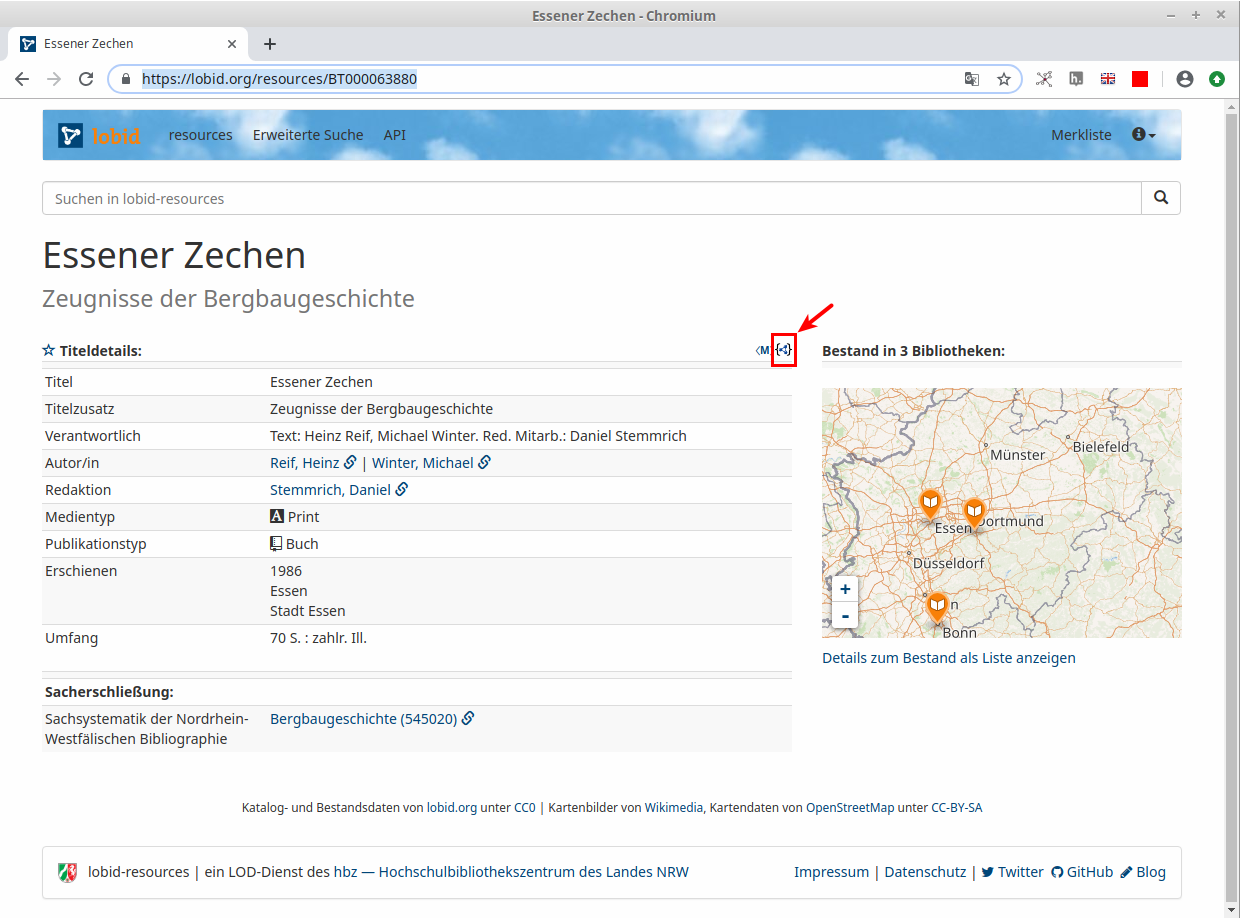 Essener Zechen - Chromium
Essener Zechen
https://lobid.org/resources/BT000063880
lobid resources Erweiterte Suche API Merkliste
Suchen in lobid-resources
Essener Zechen
Zeugnisse der Bergbaugeschichte
Titeldetails:
Titel Essener Zechen
Titelzusatz Zeugnisse der Bergbaugeschichte
Verantwortlich Text: Heinz Reif, Michael Winter. Red. Mitarb.: Daniel Stemmrich
Autor/in Reif, Heinz | Winter, Michael
Redaktion Stemmrich, Daniel
Medientyp Print
Publikationstyp Buch
Erschienen 1986
Essen
Stadt Essen
Umfang 70 S. : zahlr. Ill.
Sacherschließung:
Sachsystematik der Nordrhein-
Westfälischen Bibliographie
Bergbaugeschichte (545020)
Bestand in 3 Bibliotheken:
Bielefeld
Münster
Essen
Dortmund
Düsseldorf
+
-
Bonn
Details zum Bestand als Liste anzeigen
Katalog- und Bestandsdaten von lobid.org unter CC0 | Kartenbilder von Wikimedia, Kartendaten von OpenStreetMap unter CC-BY-SA
lobid-resources | ein LOD-Dienst des hbz — Hochschulbibliothekszentrum des Landes NRW
Impressum | Datenschutz | Twitter GitHub Blog